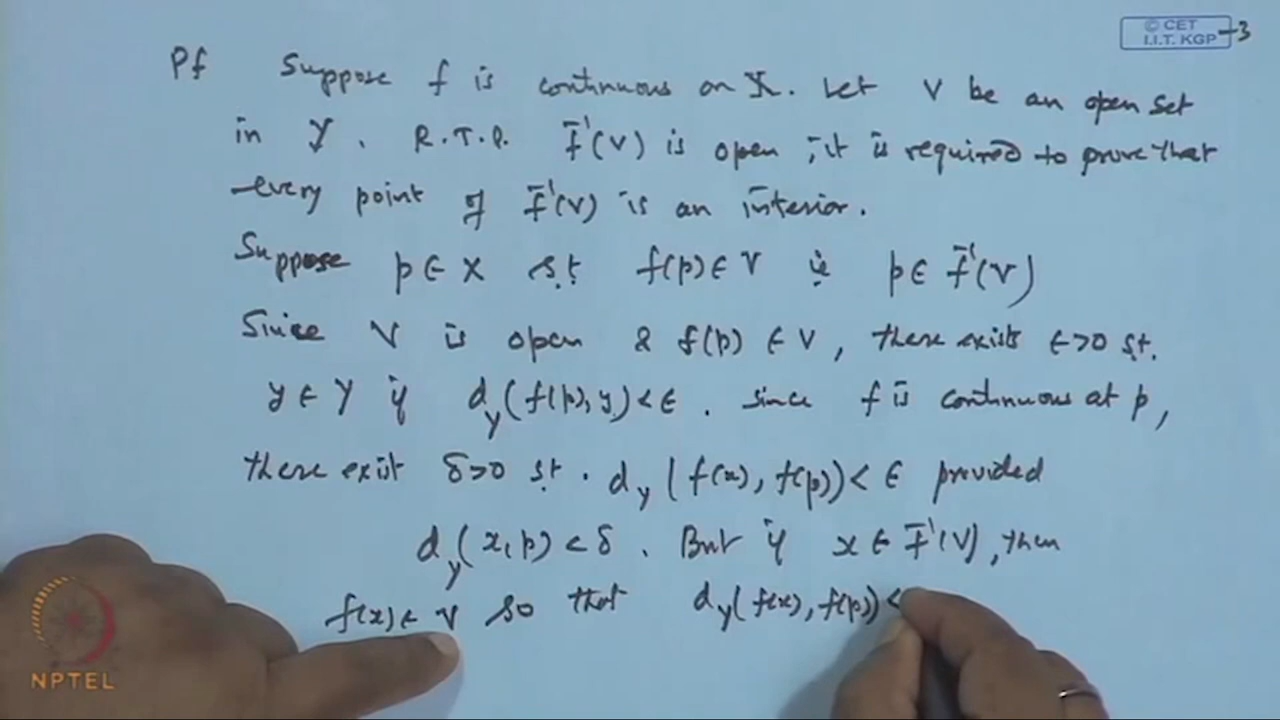 © CET
I.I.T. KGP
-3
Pf Suppose f is continuous on X. Let V be an open set
in Y. R.T.P. f⁻¹(V) is open ; it is required to prove that
every point of f⁻¹(V) is an interior.
Suppose p ∈ X s.t f(p) ∈ V ie p ∈ f⁻¹(V)
Since V is open & f(p) ∈ V, there exists ε>0 s.t.
y ∈ Y if d_y(f(p), y) < ε . Since f is continuous at p,
there exist δ>0 st . d_y(f(x), f(p)) < ε provided
d_y(x, p) < δ . But if x ∈ f⁻¹(V), then
f(x) ∈ V so that d_y(f(x), f(p)) <
NPTEL